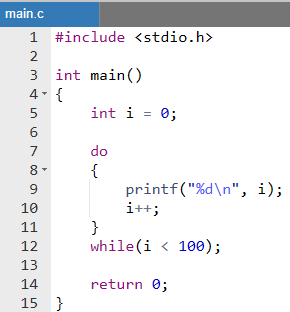 main.c
1 #include <stdio.h>
2
3 int main()
4 {
5     int i = 0;
6
7     do
8     {
9         printf("%d\n", i);
10         i++;
11     }
12     while(i < 100);
13
14     return 0;
15 }